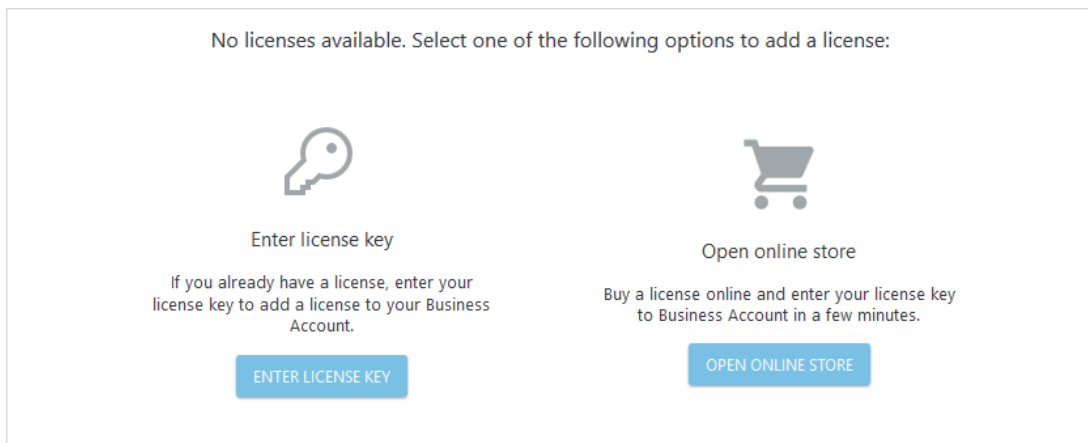 No licenses available. Select one of the following options to add a license:
Enter license key
If you already have a license, enter your
license key to add a license to your Business
Account.
ENTER LICENSE KEY
Open online store
Buy a license online and enter your license key
to Business Account in a few minutes.
OPEN ONLINE STORE